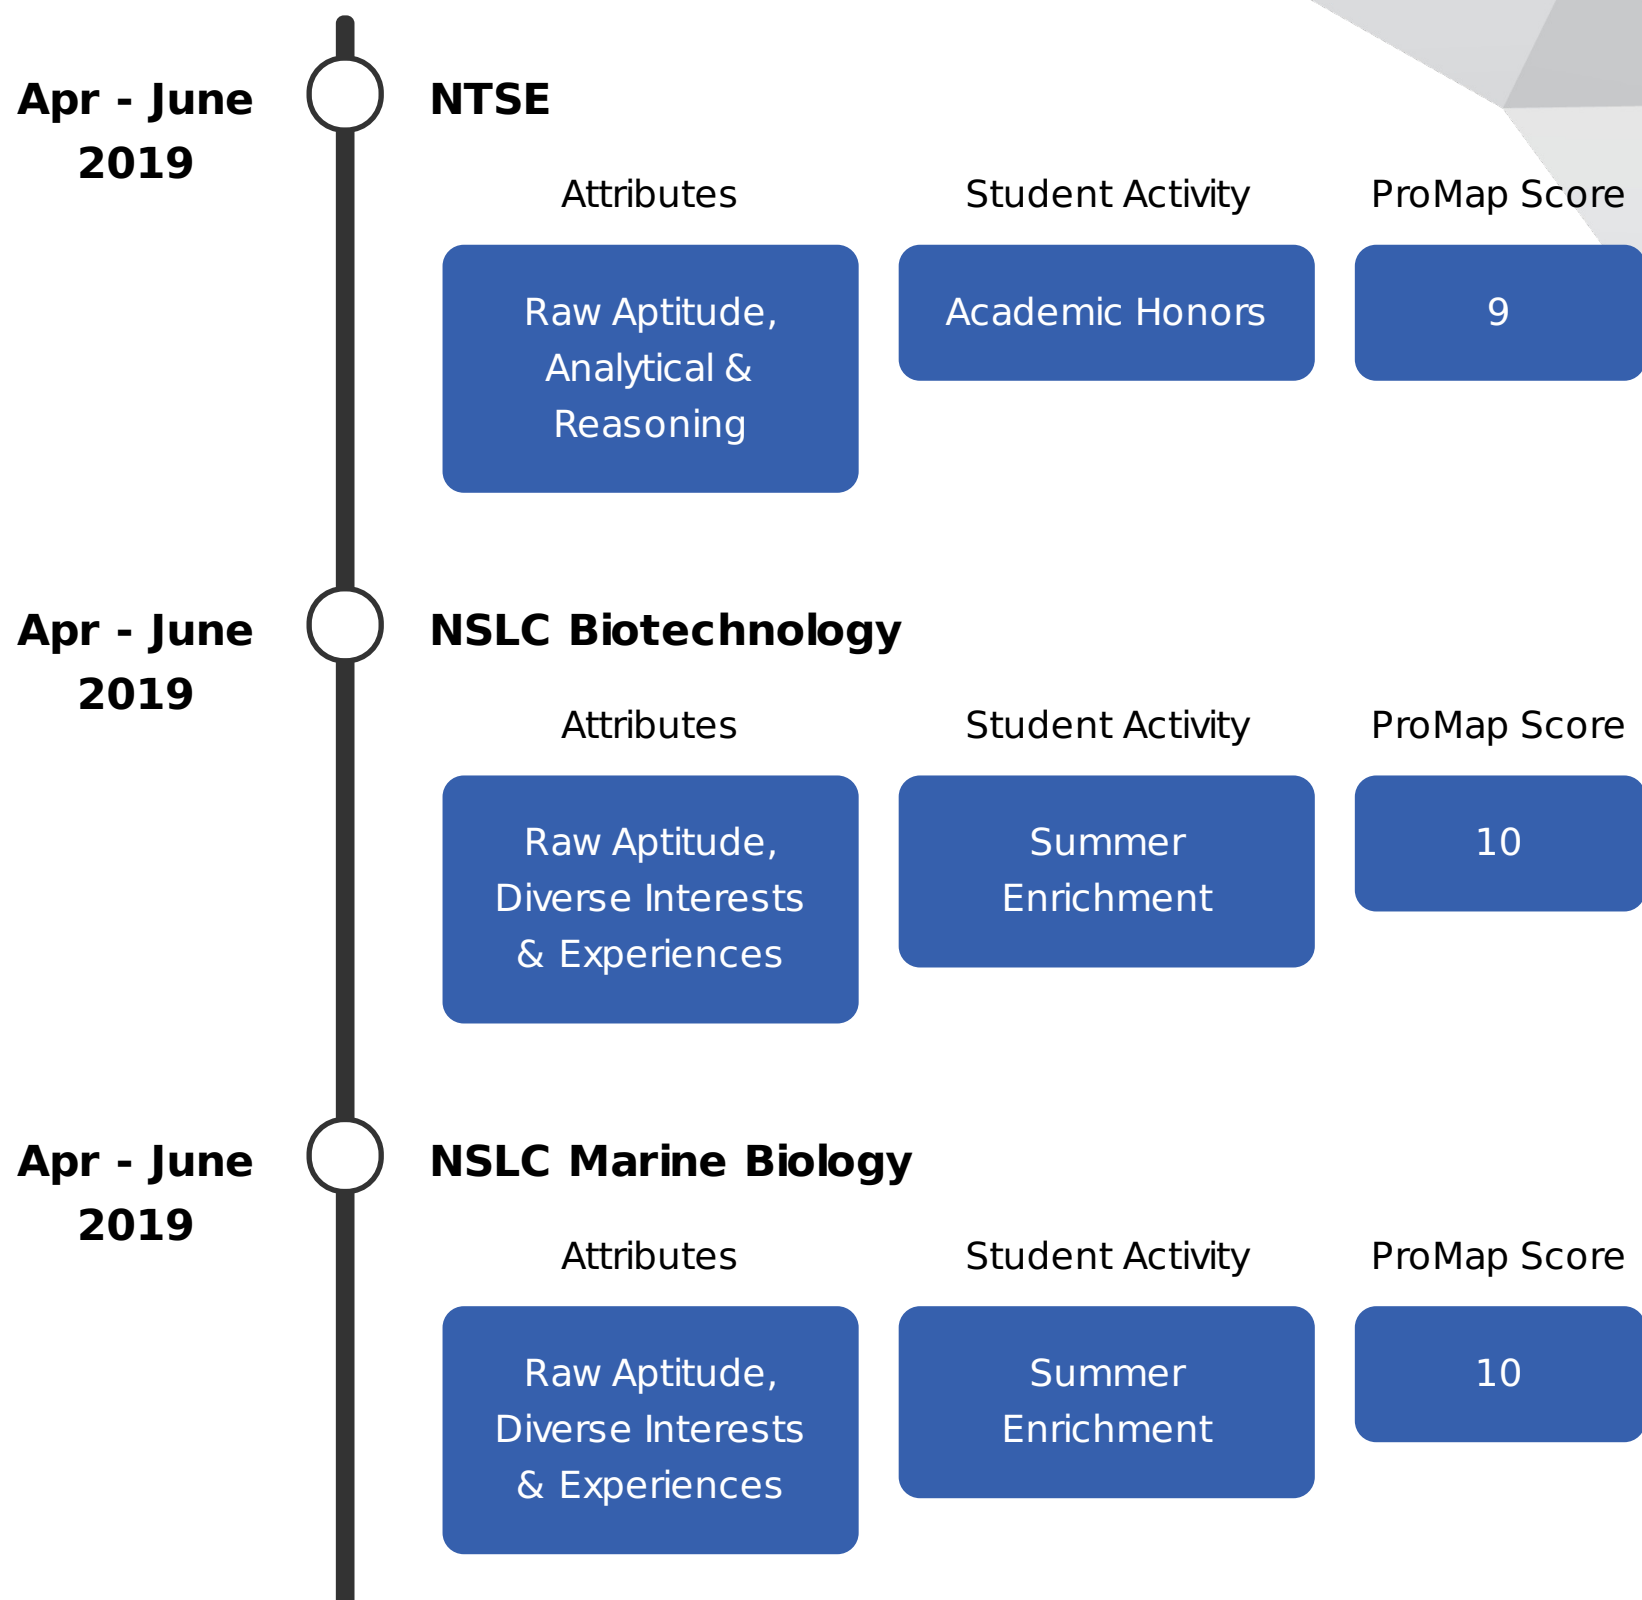 Apr - June
2019
NTSE
Attributes
Student Activity
ProMap Score
Raw Aptitude,
Analytical &
Reasoning
Academic Honors
9
Apr - June
2019
NSLC Biotechnology
Attributes
Student Activity
ProMap Score
Raw Aptitude,
Diverse Interests
& Experiences
Summer
Enrichment
10
Apr - June
2019
NSLC Marine Biology
Attributes
Student Activity
ProMap Score
Raw Aptitude,
Diverse Interests
& Experiences
Summer
Enrichment
10